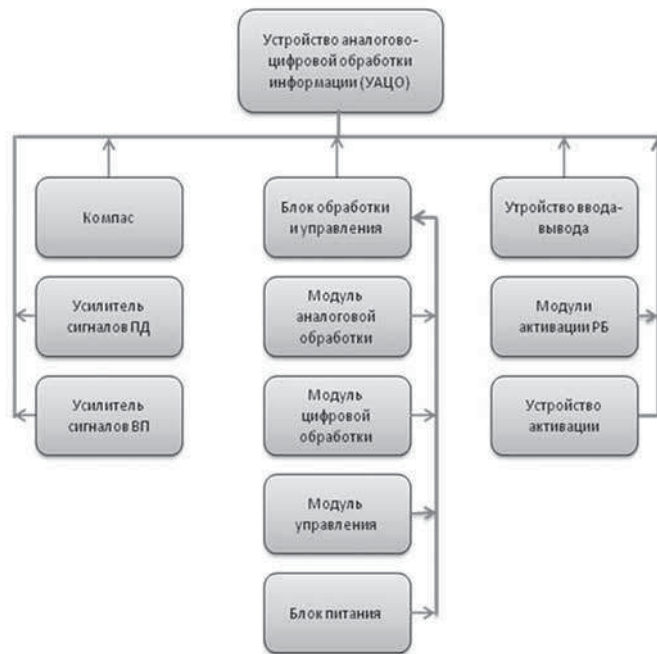 Устройство аналогово-
цифровой обработки
информации (УАЦО)
Компас
Блок обработки
и управления
Утройство ввода-
вывода
Усилитель
сигналов ПД
Модуль
аналоговой
обработки
Модули
активации РБ
Усилитель
сигналов ВП
Модуль
цифровой
обработки
Устройство
активации
Модуль
управления
Блок питания